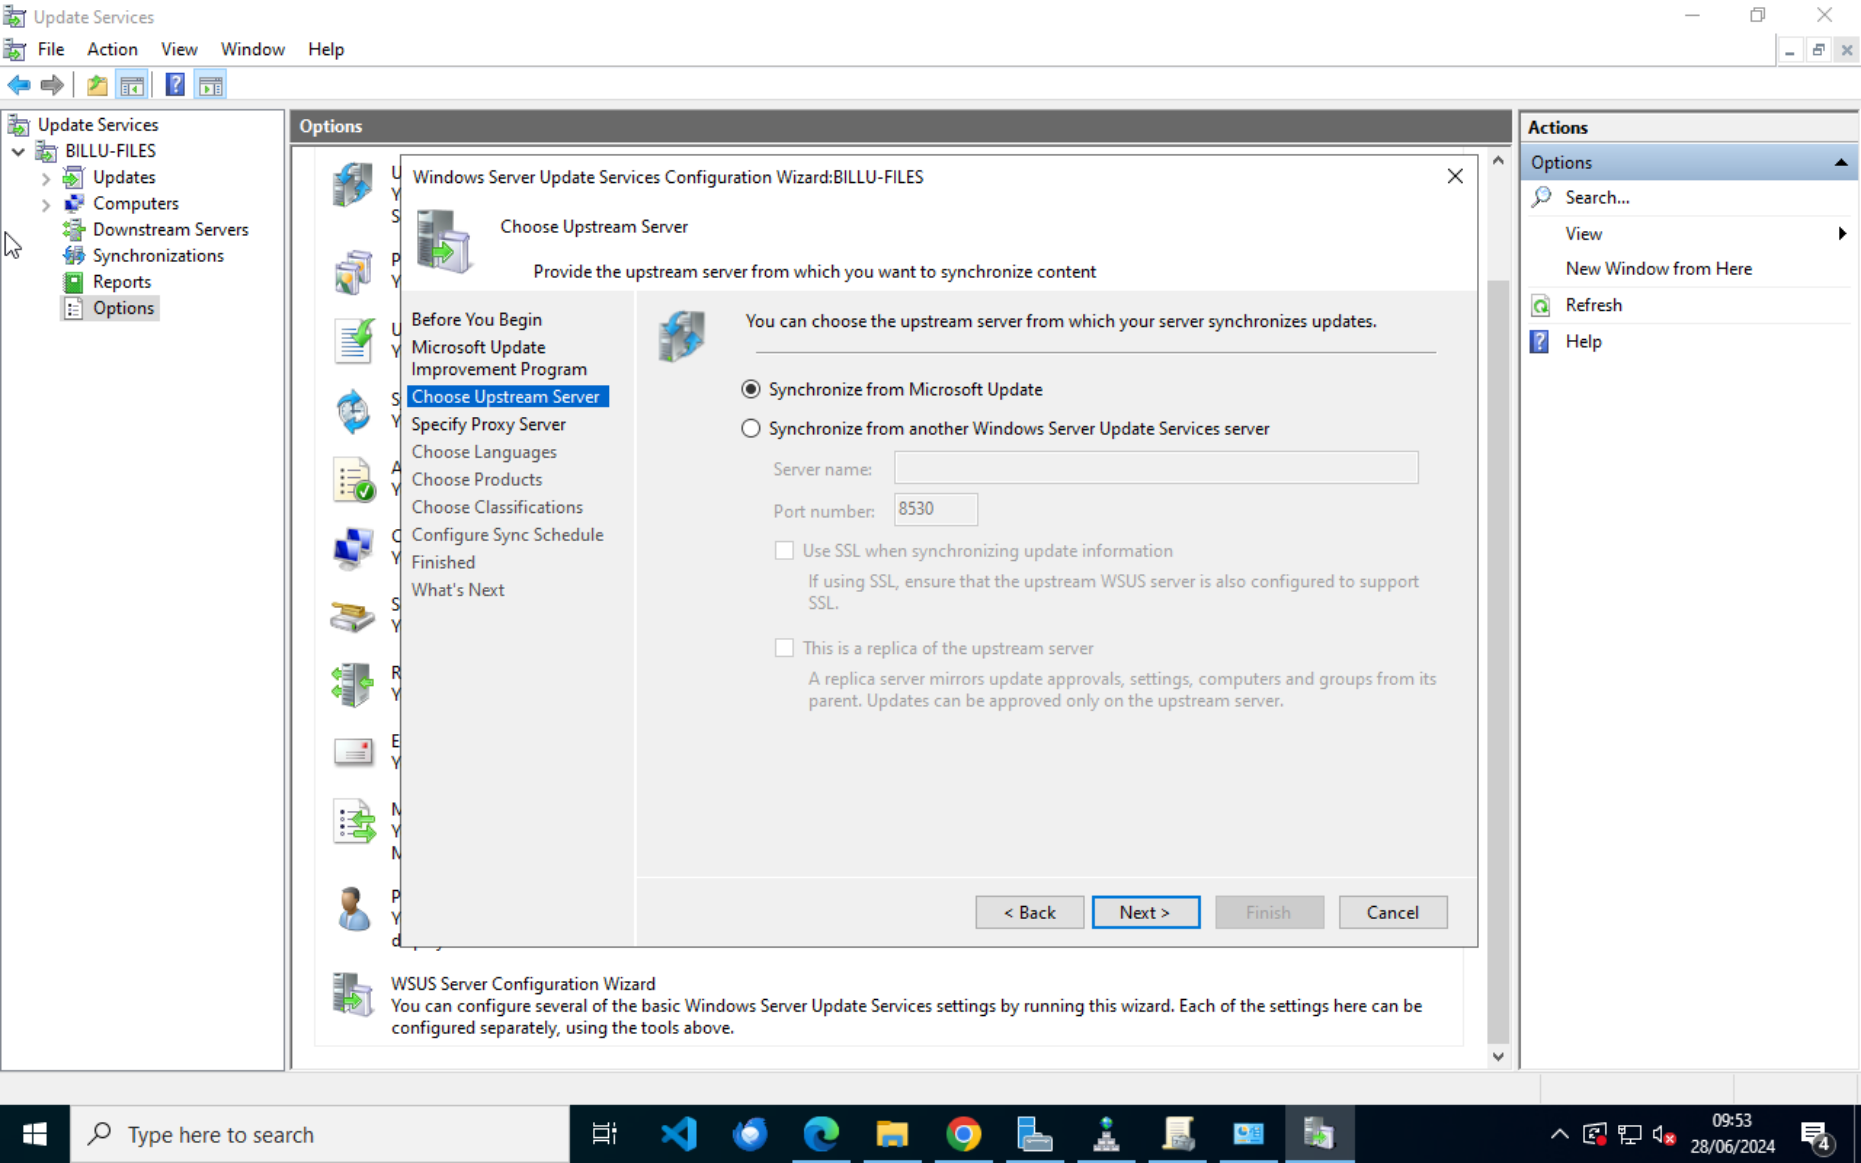 Update Services
File Action View Window Help
Update Services
BILLU-FILES
Updates
Computers
Downstream Servers
Synchronizations
Reports
Options
Options
Windows Server Update Services Configuration Wizard:BILLU-FILES
Choose Upstream Server
Provide the upstream server from which you want to synchronize content
Before You Begin
Microsoft Update
Improvement Program
Choose Upstream Server
Specify Proxy Server
Choose Languages
Choose Products
Choose Classifications
Configure Sync Schedule
Finished
What's Next
You can choose the upstream server from which your server synchronizes updates.
Synchronize from Microsoft Update
Synchronize from another Windows Server Update Services server
Server name:
Port number: 8530
Use SSL when synchronizing update information
If using SSL, ensure that the upstream WSUS server is also configured to support
SSL.
This is a replica of the upstream server
A replica server mirrors update approvals, settings, computers and groups from its
parent. Updates can be approved only on the upstream server.
< Back Next > Finish Cancel
WSUS Server Configuration Wizard
You can configure several of the basic Windows Server Update Services settings by running this wizard. Each of the settings here can be
configured separately, using the tools above.
Actions
Options
Search...
View
New Window from Here
Refresh
Help
Type here to search
09:53
28/06/2024
4